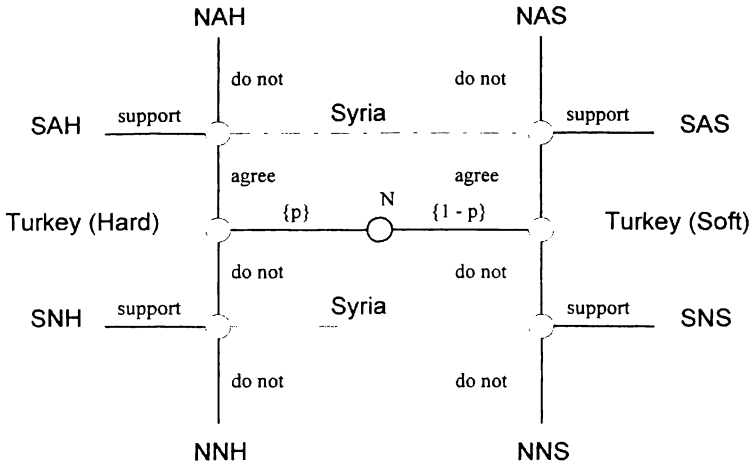 NAH NAS
do not do not
support Syria support
SAH SAS
agree agree
N
{p} {1 - p}
Turkey (Hard) Turkey (Soft)
do not do not
support Syria support
SNH SNS
do not do not
NNH NNS